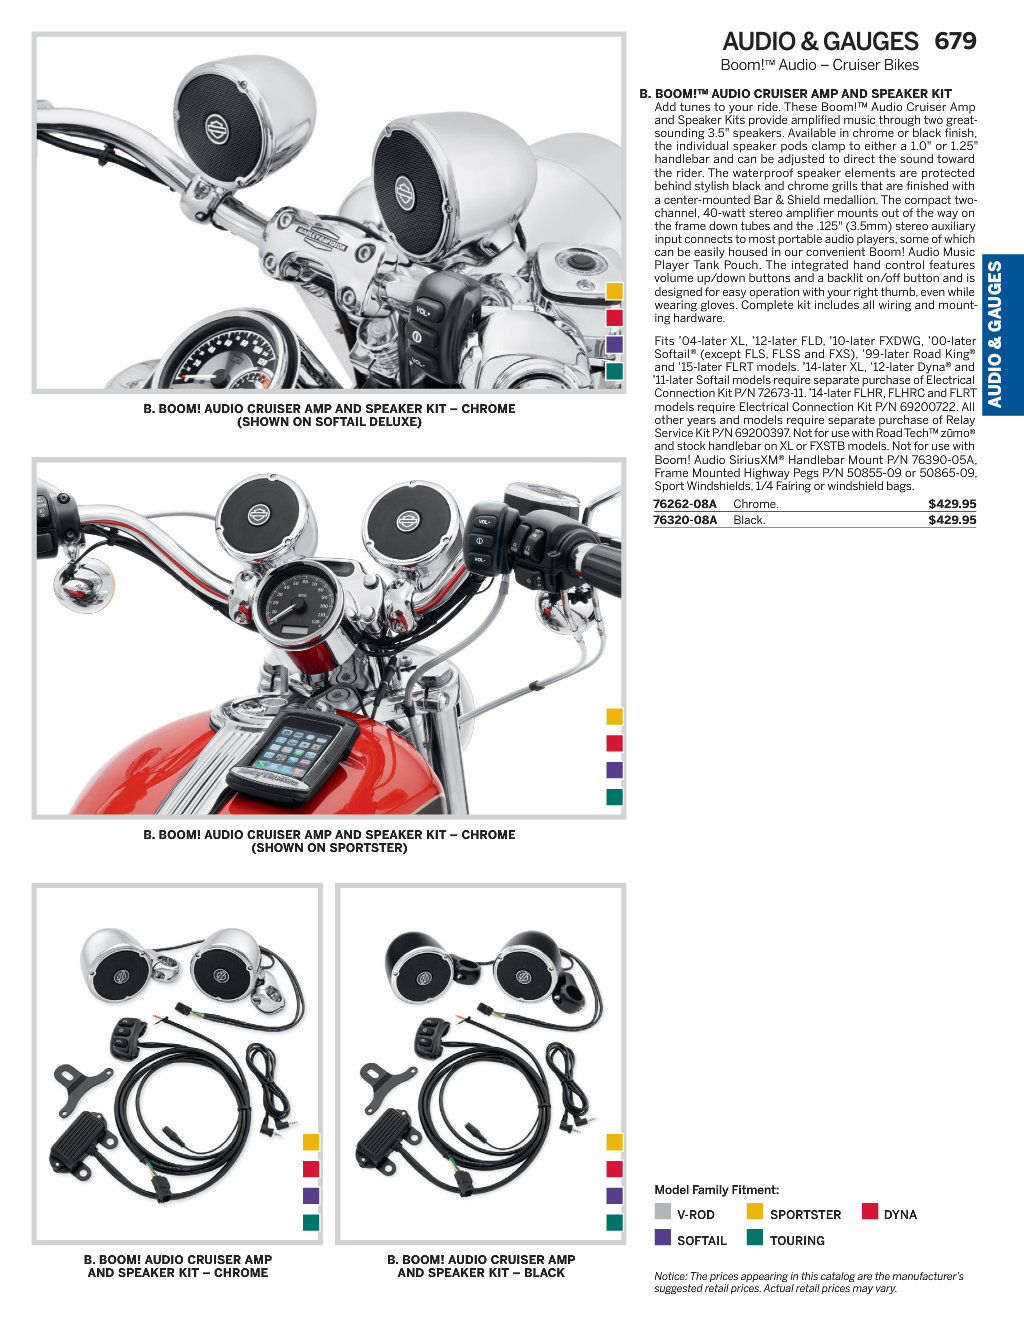 AUDIO & GAUGES 679
Boom!™ Audio – Cruiser Bikes
B. BOOM!™ AUDIO CRUISER AMP AND SPEAKER KIT
Add tunes to your ride. These Boom!™ Audio Cruiser Amp
and Speaker Kits provide amplified music through two great-
sounding 3.5" speakers. Available in chrome or black finish,
the individual speaker pods clamp to either a 1.0" or 1.25"
handlebar and can be adjusted to direct the sound toward
the rider. The waterproof speaker elements are protected
behind stylish black and chrome grills that are finished with
a center-mounted Bar & Shield medallion. The compact two-
channel, 40-watt stereo amplifier mounts out of the way on
the frame down tubes and the .125" (3.5mm) stereo auxiliary
input connects to most portable audio players, some of which
can be easily housed in our convenient Boom! Audio Music
Player Tank Pouch. The integrated hand control features
volume up/down buttons and a backlit on/off button and is
designed for easy operation with your right thumb, even while
wearing gloves. Complete kit includes all wiring and mount-
ing hardware.
Fits '04-later XL, '12-later FLD, '10-later FXDWG, '00-later
Softail® (except FLS, FLSS and FXS), '99-later Road King®
and '15-later FLRT models. '14-later XL, '12-later Dyna® and
'11-later Softail models require separate purchase of Electrical
Connection Kit P/N 72673-11. '14-later FLHR, FLHRC and FLRT
models require Electrical Connection Kit P/N 69200722. All
other years and models require separate purchase of Relay
Service Kit P/N 69200397. Not for use with Road Tech™ zūmo®
and stock handlebar on XL or FXSTB models. Not for use with
Boom! Audio SiriusXM® Handlebar Mount P/N 76390-05A,
Frame Mounted Highway Pegs P/N 50855-09 or 50865-09,
Sport Windshields, 1/4 Fairing or windshield bags.
76262-08A Chrome. $429.95
76320-08A Black. $429.95
AUDIO & GAUGES
HARLEY-DAVIDSON
VOL+
VOL-
B. BOOM! AUDIO CRUISER AMP AND SPEAKER KIT – CHROME
(SHOWN ON SOFTAIL DELUXE)
VOL+
VOL-
B. BOOM! AUDIO CRUISER AMP AND SPEAKER KIT – CHROME
(SHOWN ON SPORTSTER)
B. BOOM! AUDIO CRUISER AMP
AND SPEAKER KIT – CHROME
B. BOOM! AUDIO CRUISER AMP
AND SPEAKER KIT – BLACK
Model Family Fitment:
V-ROD SPORTSTER DYNA
SOFTAIL TOURING
Notice: The prices appearing in this catalog are the manufacturer's
suggested retail prices. Actual retail prices may vary.